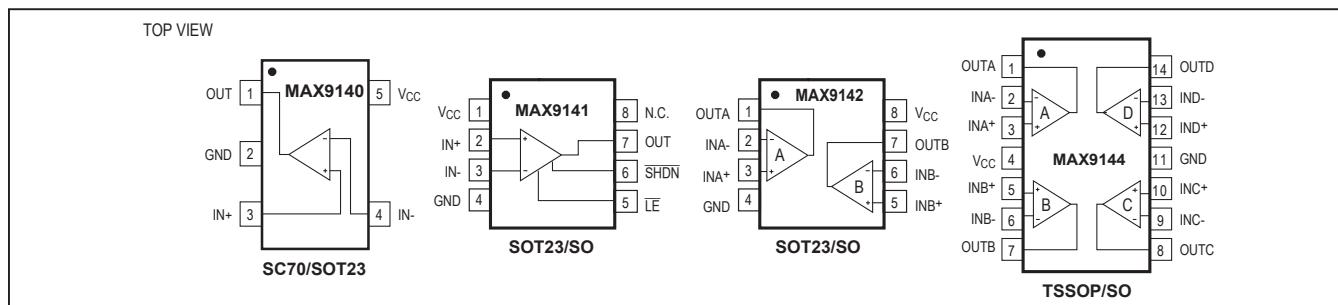 TOP VIEW
MAX9140
OUT 1
5 VCC
GND 2
IN+ 3
4 IN-
-
+
SC70/SOT23
MAX9141
VCC 1
8 N.C.
IN+ 2
7 OUT
IN- 3
6 SHDN
GND 4
5 LE
+
-
SOT23/SO
MAX9142
OUTA 1
8 VCC
INA- 2
7 OUTB
INA+ 3
6 INB-
GND 4
5 INB+
-
A
+
-
B
+
SOT23/SO
OUTA 1
14 OUTD
INA- 2
13 IND-
INA+ 3
12 IND+
VCC 4
MAX9144
11 GND
INB+ 5
10 INC+
INB- 6
9 INC-
OUTB 7
8 OUTC
-
A
+
-
D
+
+
B
-
+
C
-
TSSOP/SO